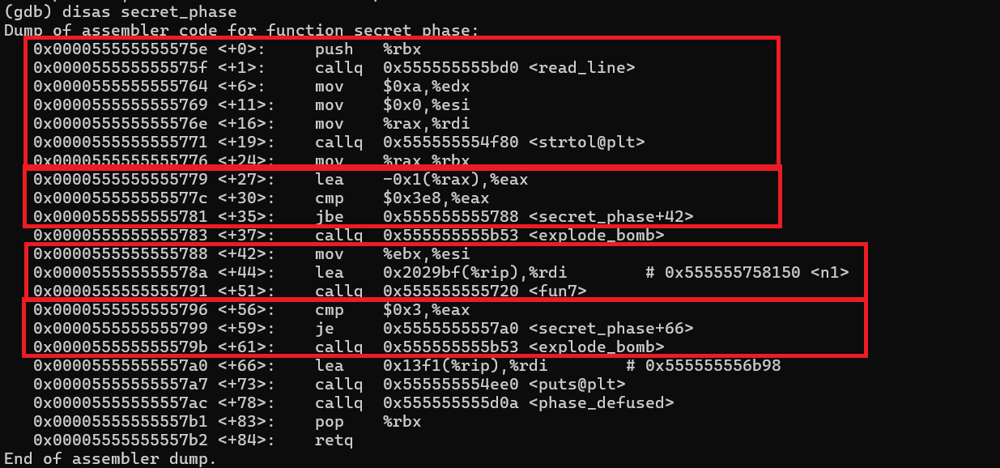 (gdb) disas secret_phase
Dump of assembler code for function secret_phase:
0x000055555555575e <+0>: push %rbx
0x000055555555575f <+1>: callq 0x555555555bd0 <read_line>
0x0000555555555764 <+6>: mov $0xa,%edx
0x0000555555555769 <+11>: mov $0x0,%esi
0x000055555555576e <+16>: mov %rax,%rdi
0x0000555555555771 <+19>: callq 0x555555554f80 <strtol@plt>
0x0000555555555776 <+24>: mov %rax,%rbx
0x0000555555555779 <+27>: lea -0x1(%rax),%eax
0x000055555555577c <+30>: cmp $0x3e8,%eax
0x0000555555555781 <+35>: jbe 0x555555555788 <secret_phase+42>
0x0000555555555783 <+37>: callq 0x555555555b53 <explode_bomb>
0x0000555555555788 <+42>: mov %ebx,%esi
0x000055555555578a <+44>: lea 0x2029bf(%rip),%rdi # 0x555555758150 <n1>
0x0000555555555791 <+51>: callq 0x555555555720 <fun7>
0x0000555555555796 <+56>: cmp $0x3,%eax
0x0000555555555799 <+59>: je 0x5555555557a0 <secret_phase+66>
0x000055555555579b <+61>: callq 0x555555555b53 <explode_bomb>
0x00005555555557a0 <+66>: lea 0x13f1(%rip),%rdi # 0x555555556b98
0x00005555555557a7 <+73>: callq 0x555555554ee0 <puts@plt>
0x00005555555557ac <+78>: callq 0x555555555d0a <phase_defused>
0x00005555555557b1 <+83>: pop %rbx
0x00005555555557b2 <+84>: retq
End of assembler dump.